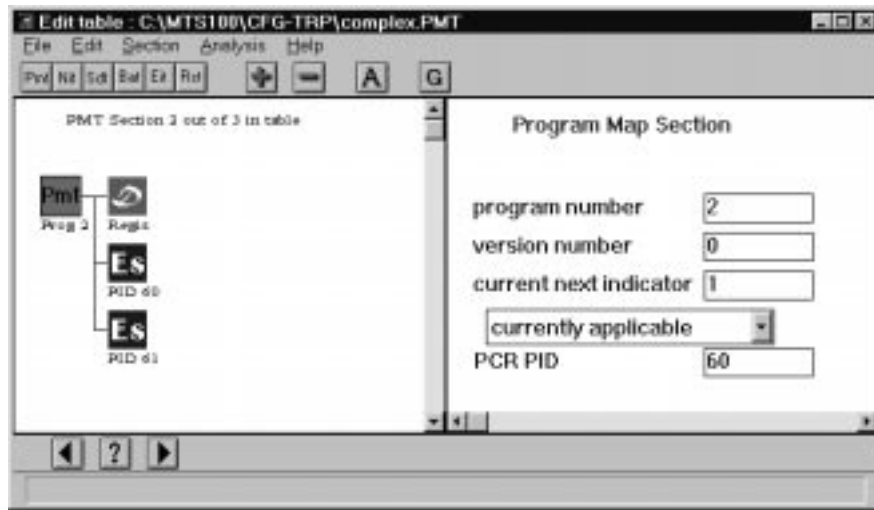 Edit table : C:\MTS100\CFG-TRP\complex.PMT
File Edit Section Analysis Help
Pmt Nit Sdt Bat Eit Rst A G
PMT Section 2 out of 3 in table
Pmt
Prog 2 Regis
Es
PID 60
Es
PID 61
Program Map Section
program number 2
version number 0
current next indicator 1
currently applicable
PCR PID 60
?